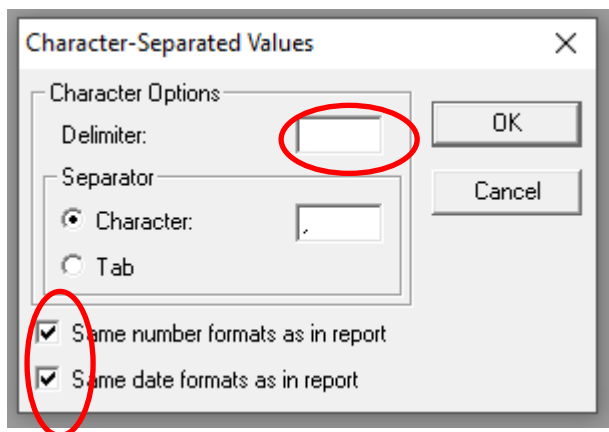 Character-Separated Values
Character Options
Delimiter:
OK
Separator
Cancel
Character: ,
Tab
Same number formats as in report
Same date formats as in report